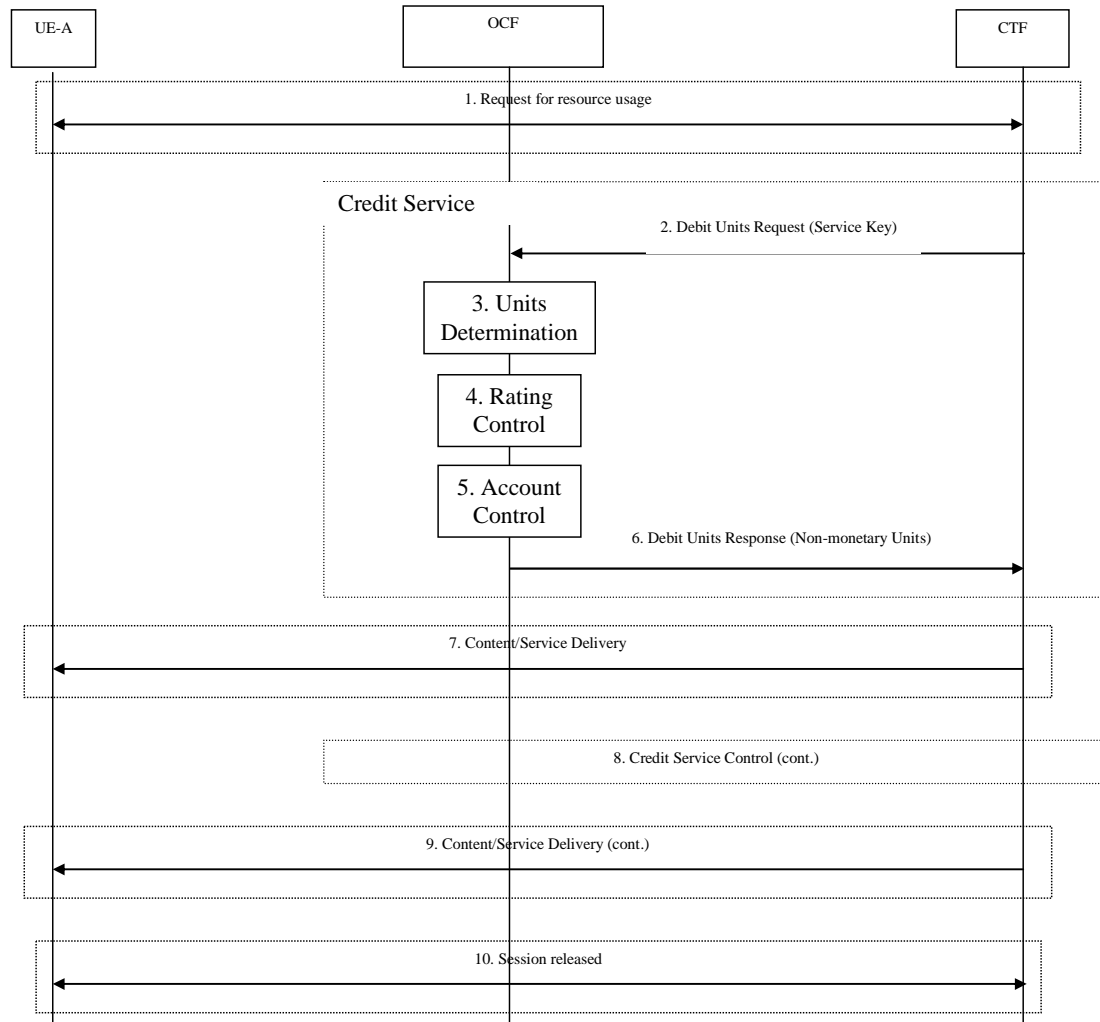 UE-A
OCF
CTF
1. Request for resource usage
Credit Service
2. Debit Units Request (Service Key)
3. Units
Determination
4. Rating
Control
5. Account
Control
6. Debit Units Response (Non-monetary Units)
7. Content/Service Delivery
8. Credit Service Control (cont.)
9. Content/Service Delivery (cont.)
10. Session released